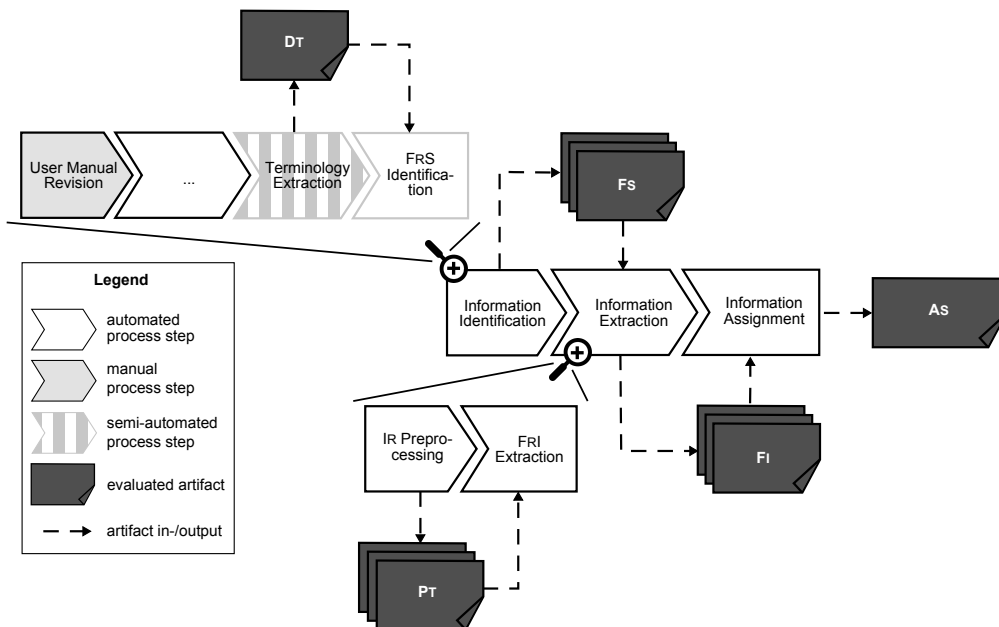 DT
User Manual
Revision
...
Terminology
Extraction
FRS
Identifica-
tion
FS
Legend
automated
process step
manual
process step
semi-automated
process step
evaluated artifact
artifact in-/output
Information
Identification
Information
Extraction
Information
Assignment
AS
IR Prepro-
cessing
FRI
Extraction
FI
PT